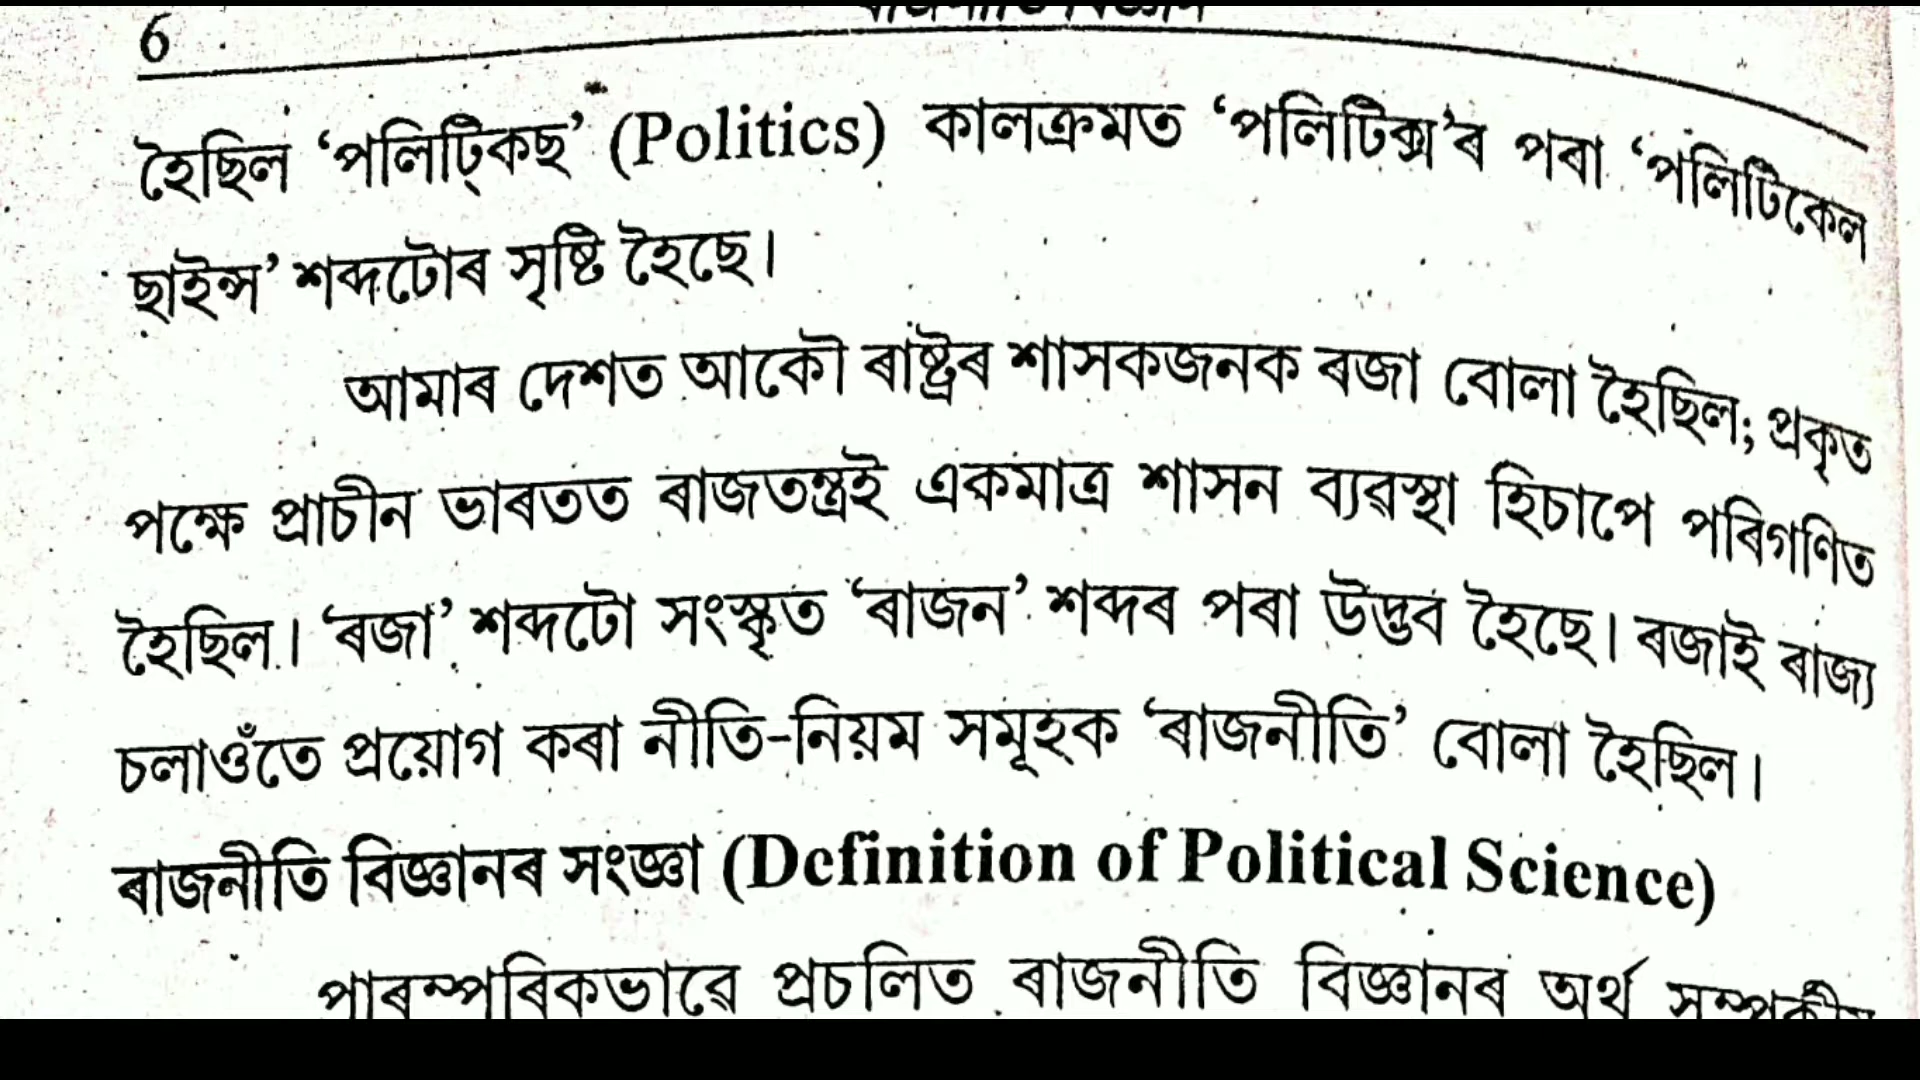 6
হৈছিল ‘পলিট্িকছ’ (Politics) কালক্ৰমত ‘পলিটিক্স’ৰ পৰা ‘পলিটিকেল
ছাইন্স’ শব্দটোৰ সৃষ্টি হৈছে।
আমাৰ দেশত আকৌ ৰাষ্ট্ৰৰ শাসকজনক ৰজা বোলা হৈছিল; প্ৰকৃত
পক্ষে প্ৰাচীন ভাৰতত ৰাজতন্ত্ৰই একমাত্ৰ শাসন ব্যৱস্থা হিচাপে পৰিগণিত
হৈছিল। ‘ৰজা’ শব্দটো সংস্কৃত ‘ৰাজন’ শব্দৰ পৰা উদ্ভব হৈছে। ৰজাই ৰাজ্য
চলাওঁতে প্ৰয়োগ কৰা নীতি-নিয়ম সমূহক ‘ৰাজনীতি’ বোলা হৈছিল।
ৰাজনীতি বিজ্ঞানৰ সংজ্ঞা (Definition of Political Science)
পাৰম্পৰিকভাৱে প্ৰচলিত ৰাজনীতি বিজ্ঞানৰ অৰ্থ